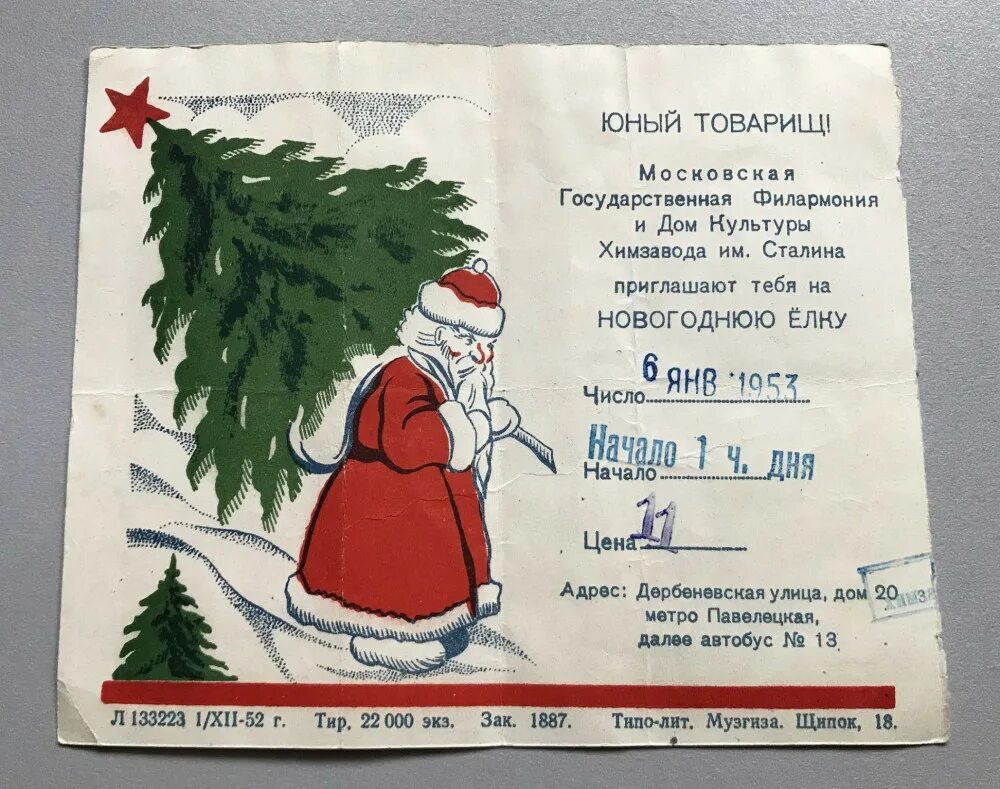 ЮНЫЙ ТОВАРИЩ!
Московская
Государственная Филармония
и Дом Культуры
Химзавода им. Сталина
приглашают тебя на
НОВОГОДНЮЮ ЁЛКУ
6 ЯНВ 1953
Число
Начало 1 ч. дня
Начало
11
Цена
Адрес: Дербеневская улица, дом 20
метро Павелецкая,
далее автобус № 13
Л 133223 1/XII-52 г. Тир. 22 000 экз. Зак. 1887. Типо-лит. Музгиза. Щипок, 18.